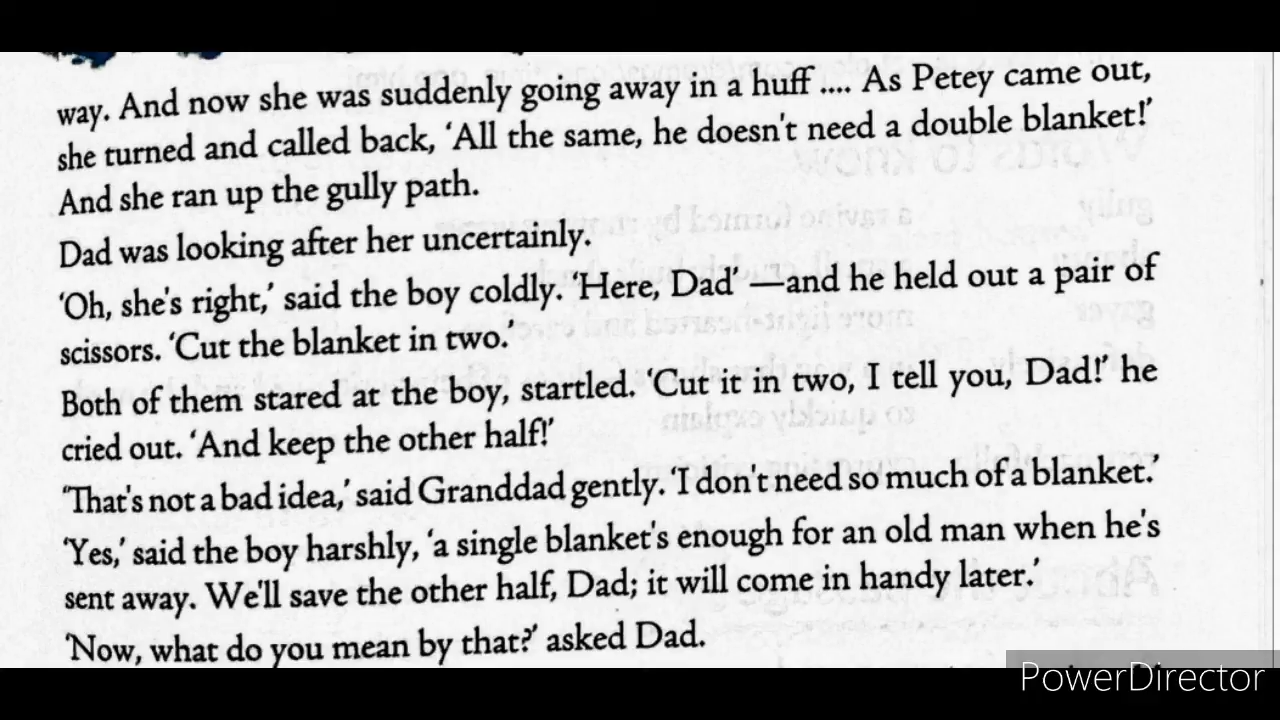 way. And now she was suddenly going away in a huff .... As Petey came out,
she turned and called back, 'All the same, he doesn't need a double blanket!'
And she ran up the gully path.
Dad was looking after her uncertainly.
'Oh, she's right,' said the boy coldly. 'Here, Dad'—and he held out a pair of
scissors. 'Cut the blanket in two.'
Both of them stared at the boy, startled. 'Cut it in two, I tell you, Dad!' he
cried out. 'And keep the other half!'
'That's not a bad idea,' said Granddad gently. 'I don't need so much of a blanket.'
'Yes,' said the boy harshly, 'a single blanket's enough for an old man when he's
sent away. We'll save the other half, Dad; it will come in handy later.'
'Now, what do you mean by that?' asked Dad.
PowerDirector